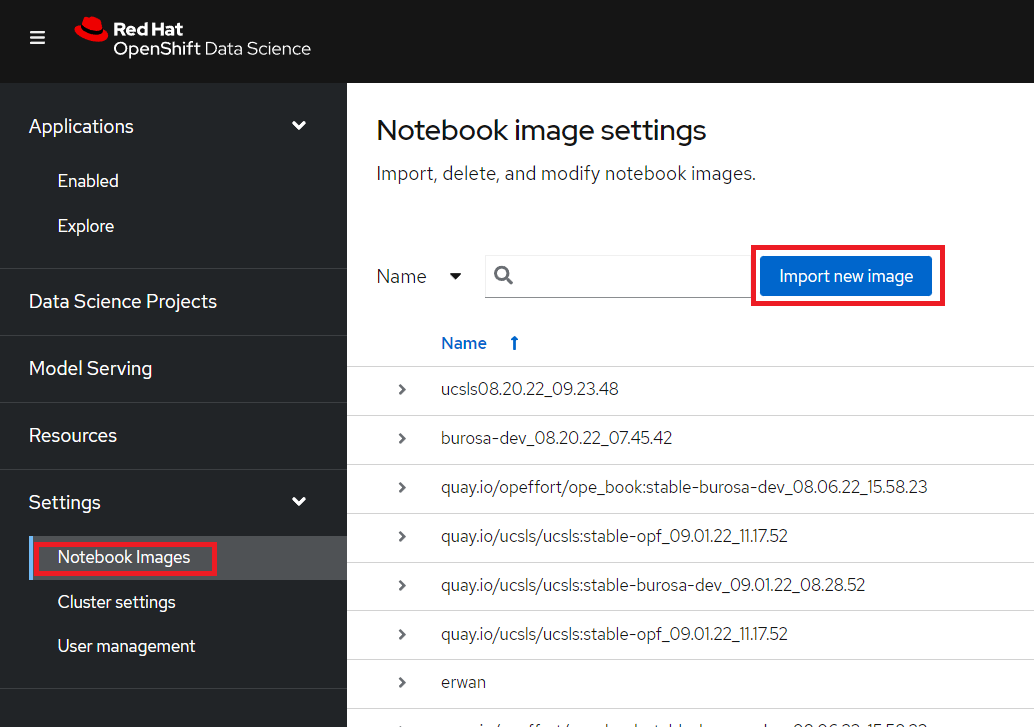 Red Hat
OpenShift Data Science
Applications
Enabled
Explore
Data Science Projects
Model Serving
Resources
Settings
Notebook Images
Cluster settings
User management
Notebook image settings
Import, delete, and modify notebook images.
Name
Import new image
Name
ucsls08.20.22_09.23.48
burosa-dev_08.20.22_07.45.42
quay.io/opeffort/ope_book:stable-burosa-dev_08.06.22_15.58.23
quay.io/ucsls/ucsls:stable-opf_09.01.22_11.17.52
quay.io/ucsls/ucsls:stable-burosa-dev_09.01.22_08.28.52
quay.io/ucsls/ucsls:stable-opf_09.01.22_11.17.52
erwan